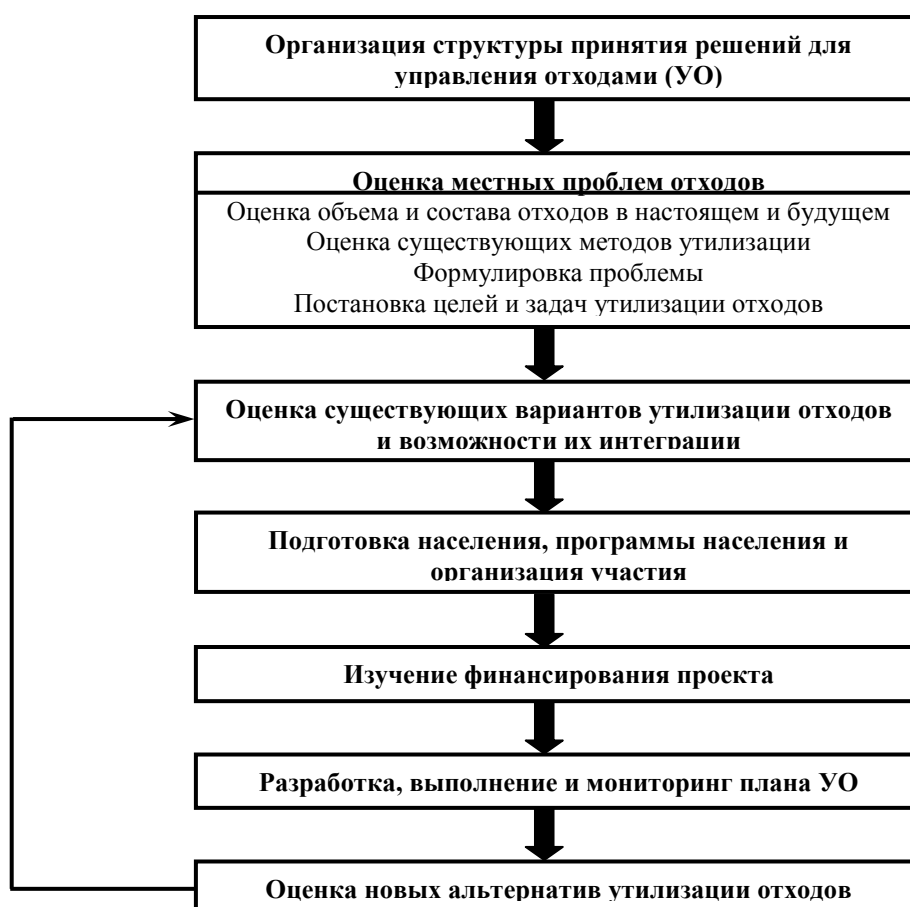 Организация структуры принятия решений для
управления отходами (УО)
Оценка местных проблем отходов
Оценка объема и состава отходов в настоящем и будущем
Оценка существующих методов утилизации
Формулировка проблемы
Постановка целей и задач утилизации отходов
Оценка существующих вариантов утилизации отходов
и возможности их интеграции
Подготовка населения, программы населения и
организация участия
Изучение финансирования проекта
Разработка, выполнение и мониторинг плана УО
Оценка новых альтернатив утилизации отходов